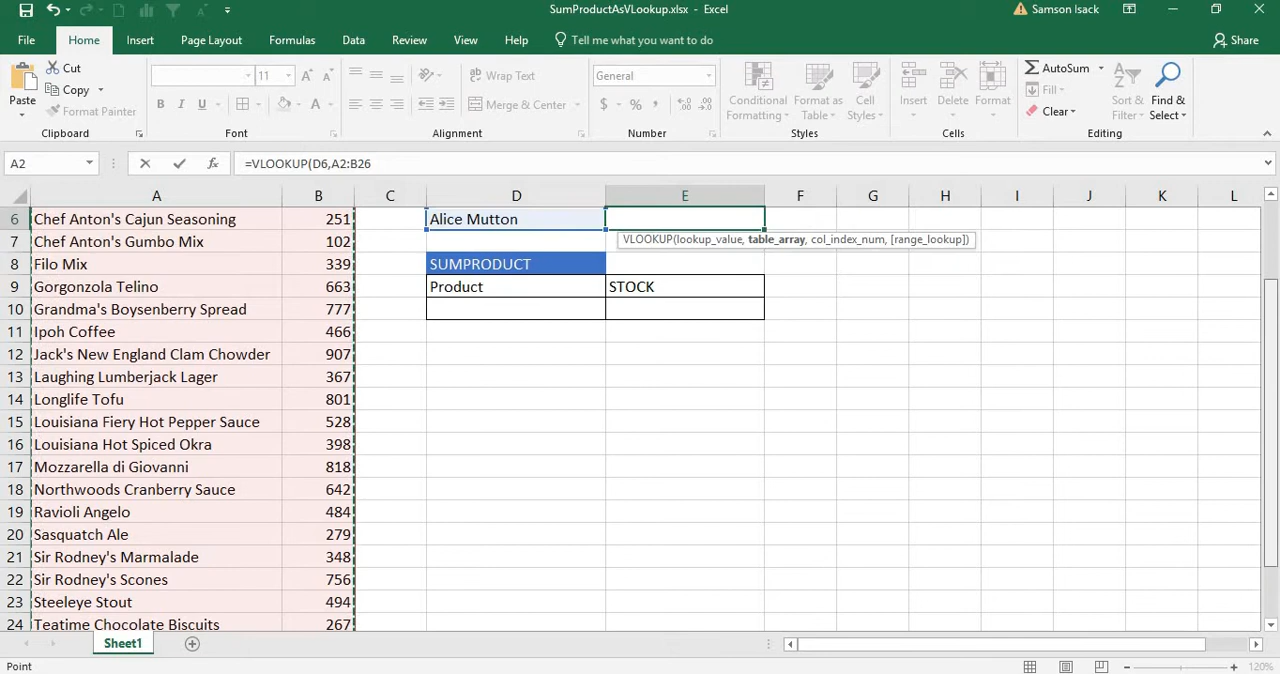 SumProductAsVLookup.xlsx - Excel
Samson Isack
File Home Insert Page Layout Formulas Data Review View Help Tell me what you want to do Share
Paste
Cut
Copy
Format Painter
Clipboard
11
B I U
Font
Wrap Text
Merge & Center
Alignment
General
$ % ,
Number
Conditional Formatting
Format as Table
Cell Styles
Styles
Insert
Delete
Format
Cells
AutoSum
Fill
Clear
Sort & Filter
Find & Select
Editing
A2 fx =VLOOKUP(D6,A2:B26
A B C D E F G H I J K L
6 Chef Anton's Cajun Seasoning 251 Alice Mutton
7 Chef Anton's Gumbo Mix 102 VLOOKUP(lookup_value, table_array, col_index_num, [range_lookup])
8 Filo Mix 339 SUMPRODUCT
9 Gorgonzola Telino 663 Product STOCK
10 Grandma's Boysenberry Spread 777
11 Ipoh Coffee 466
12 Jack's New England Clam Chowder 907
13 Laughing Lumberjack Lager 367
14 Longlife Tofu 801
15 Louisiana Fiery Hot Pepper Sauce 528
16 Louisiana Hot Spiced Okra 398
17 Mozzarella di Giovanni 818
18 Northwoods Cranberry Sauce 642
19 Ravioli Angelo 484
20 Sasquatch Ale 279
21 Sir Rodney's Marmalade 348
22 Sir Rodney's Scones 756
23 Steeleye Stout 494
24 Teatime Chocolate Biscuits 267
Sheet1
Point 120%